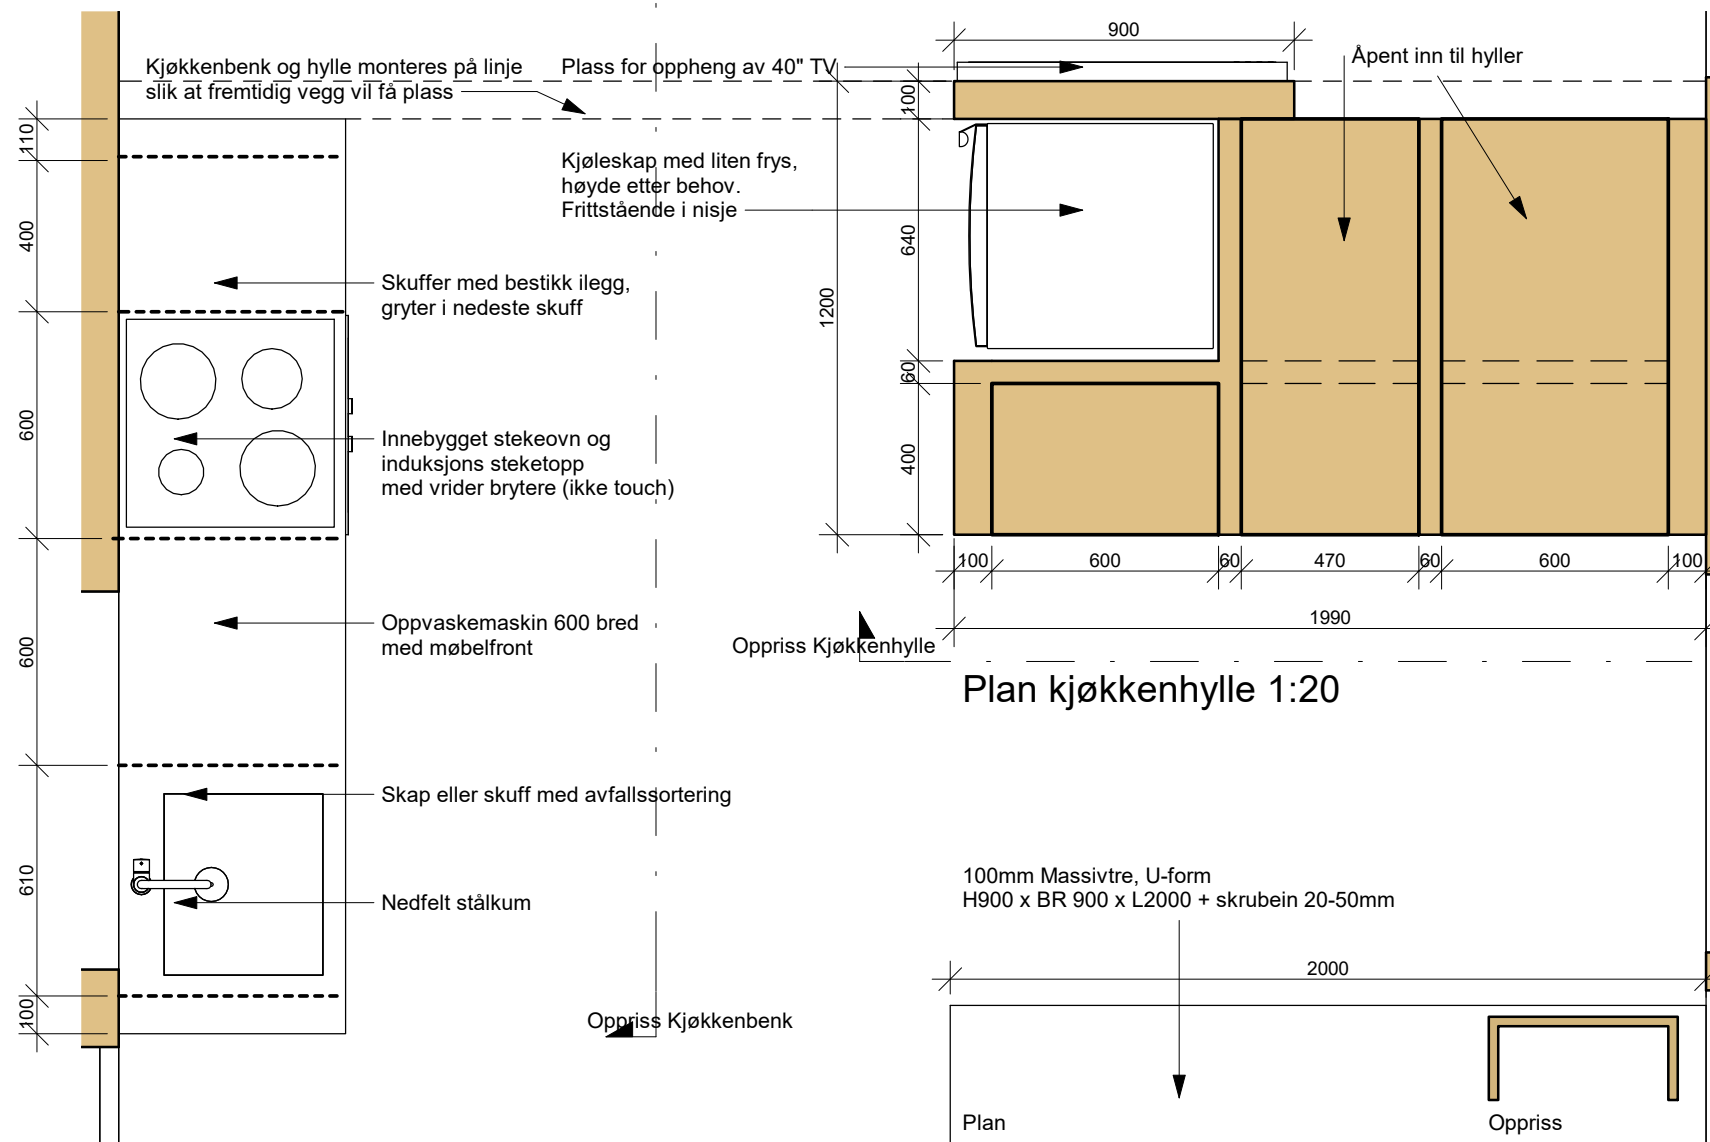 Kjøkkenbenk og hylle monteres på linje
slik at fremtidig vegg vil få plass
Plass for oppheng av 40" TV
900
Åpent inn til hyller
100
110
Kjøleskap med liten frys,
høyde etter behov.
Frittstående i nisje
400
640
1200
Skuffer med bestikk ilegg,
gryter i nedeste skuff
60
600
Innebygget stekeovn og
induksjons steketopp
med vrider brytere (ikke touch)
400
100
600
60
470
60
600
100
1990
600
Oppvaskemaskin 600 bred
med møbelfront
Oppriss Kjøkkenhylle
Plan kjøkkenhylle 1:20
Skap eller skuff med avfallssortering
610
Nedfelt stålkum
100mm Massivtre, U-form
H900 x BR 900 x L2000 + skrubein 20-50mm
2000
100
Oppriss Kjøkkenbenk
Plan
Oppriss